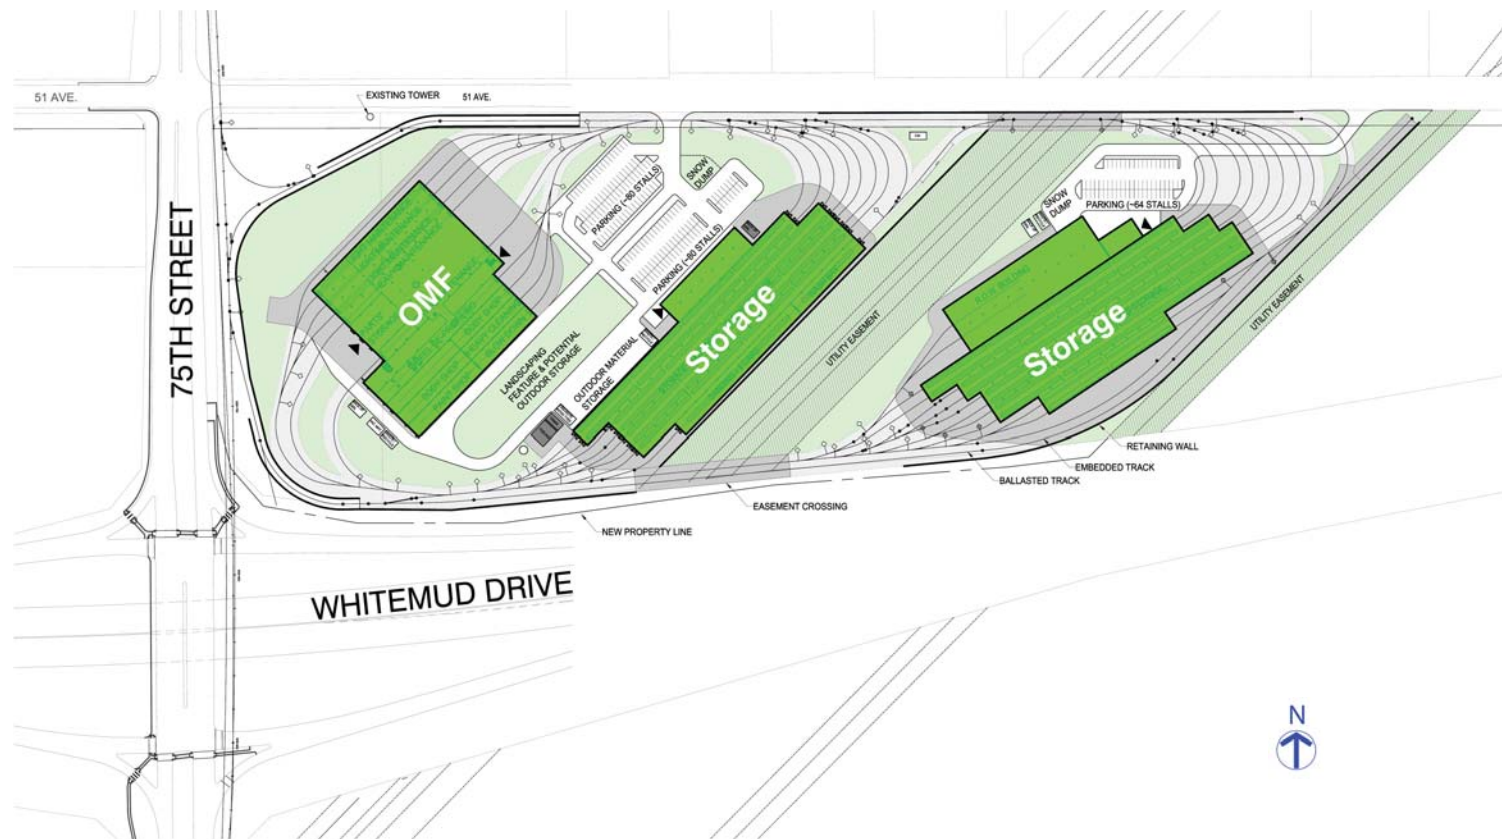 51 AVE.
EXISTING TOWER
51 AVE.
75TH STREET
OMF
PARKING (~80 STALLS)
SNOW
DUMP
PARKING (~80 STALLS)
LANDSCAPING
FEATURE & POTENTIAL
OUTDOOR STORAGE
OUTDOOR MATERIAL
STORAGE
Storage
UTILITY EASEMENT
SNOW
DUMP
PARKING (~64 STALLS)
Storage
UTILITY EASEMENT
RETAINING WALL
EMBEDDED TRACK
BALLASTED TRACK
EASEMENT CROSSING
NEW PROPERTY LINE
WHITEMUD DRIVE
N